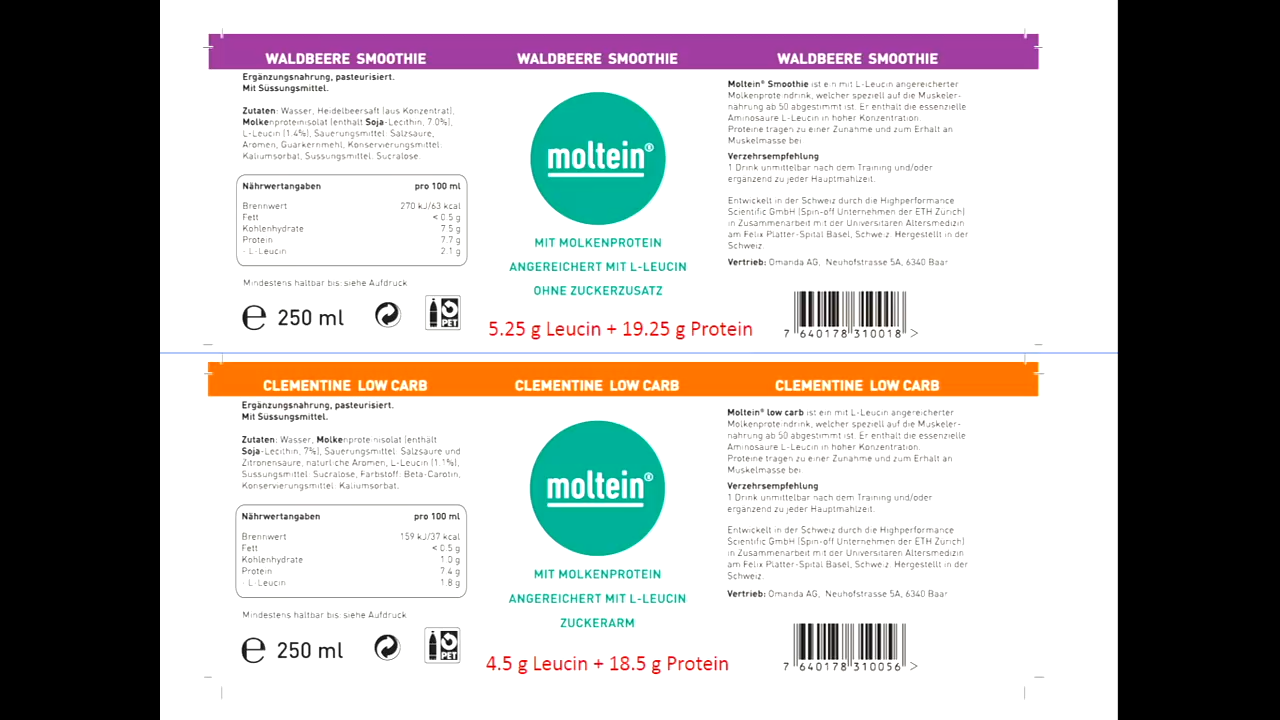 WALDBEERE SMOOTHIE
WALDBEERE SMOOTHIE
WALDBEERE SMOOTHIE
Ergänzungsnahrung, pasteurisiert.
Mit Süssungsmittel.
Zutaten: Wasser, Heidelbeersaft (aus Konzentrat),
Molkenproteinisolat (enthält Soja-Lecithin, 7.0%),
L-Leucin (1.4%), Säuerungsmittel: Salzsäure,
Aromen, Guarkernmehl, Konservierungsmittel:
Kaliumsorbat, Süssungsmittel: Sucralose.
Nährwertangaben pro 100 ml
Brennwert 270 kJ/63 kcal
Fett < 0.5 g
Kohlenhydrate 7.5 g
Protein 7.7 g
- L-Leucin 2.1 g
Mindestens haltbar bis: siehe Aufdruck
e 250 ml
PET
moltein®
MIT MOLKENPROTEIN
ANGEREICHERT MIT L-LEUCIN
OHNE ZUCKERZUSATZ
5.25 g Leucin + 19.25 g Protein
Moltein® Smoothie ist ein mit L-Leucin angereicherter
Molkenproteindrink, welcher speziell auf die Muskeler-
nährung ab 50 abgestimmt ist. Er enthält die essenzielle
Aminosäure L-Leucin in hoher Konzentration.
Proteine tragen zu einer Zunahme und zum Erhalt an
Muskelmasse bei.
Verzehrsempfehlung
1 Drink unmittelbar nach dem Training und/oder
ergänzend zu jeder Hauptmahlzeit.
Entwickelt in der Schweiz durch die Highperformance
Scientific GmbH (Spin-off Unternehmen der ETH Zürich)
in Zusammenarbeit mit der Universitären Altersmedizin
am Felix Platter-Spital Basel, Schweiz. Hergestellt in der
Schweiz.
Vertrieb: Omanda AG, Neuhofstrasse 5A, 6340 Baar
7 640178 310018 >
CLEMENTINE LOW CARB
CLEMENTINE LOW CARB
CLEMENTINE LOW CARB
Ergänzungsnahrung, pasteurisiert.
Mit Süssungsmittel.
Zutaten: Wasser, Molkenproteinisolat (enthält
Soja-Lecithin, 7%), Säuerungsmittel: Salzsäure und
Zitronensäure, natürliche Aromen, L-Leucin (1.1%),
Süssungsmittel: Sucralose, Farbstoff: Beta-Carotin,
Konservierungsmittel: Kaliumsorbat.
Nährwertangaben pro 100 ml
Brennwert 159 kJ/37 kcal
Fett < 0.5 g
Kohlenhydrate 1.0 g
Protein 7.4 g
- L-Leucin 1.8 g
Mindestens haltbar bis: siehe Aufdruck
e 250 ml
PET
moltein®
MIT MOLKENPROTEIN
ANGEREICHERT MIT L-LEUCIN
ZUCKERARM
4.5 g Leucin + 18.5 g Protein
Moltein® low carb ist ein mit L-Leucin angereicherter
Molkenproteindrink, welcher speziell auf die Muskeler-
nährung ab 50 abgestimmt ist. Er enthält die essenzielle
Aminosäure L-Leucin in hoher Konzentration.
Proteine tragen zu einer Zunahme und zum Erhalt an
Muskelmasse bei.
Verzehrsempfehlung
1 Drink unmittelbar nach dem Training und/oder
ergänzend zu jeder Hauptmahlzeit.
Entwickelt in der Schweiz durch die Highperformance
Scientific GmbH (Spin-off Unternehmen der ETH Zürich)
in Zusammenarbeit mit der Universitären Altersmedizin
am Felix Platter-Spital Basel, Schweiz. Hergestellt in der
Schweiz.
Vertrieb: Omanda AG, Neuhofstrasse 5A, 6340 Baar
7 640178 310056 >